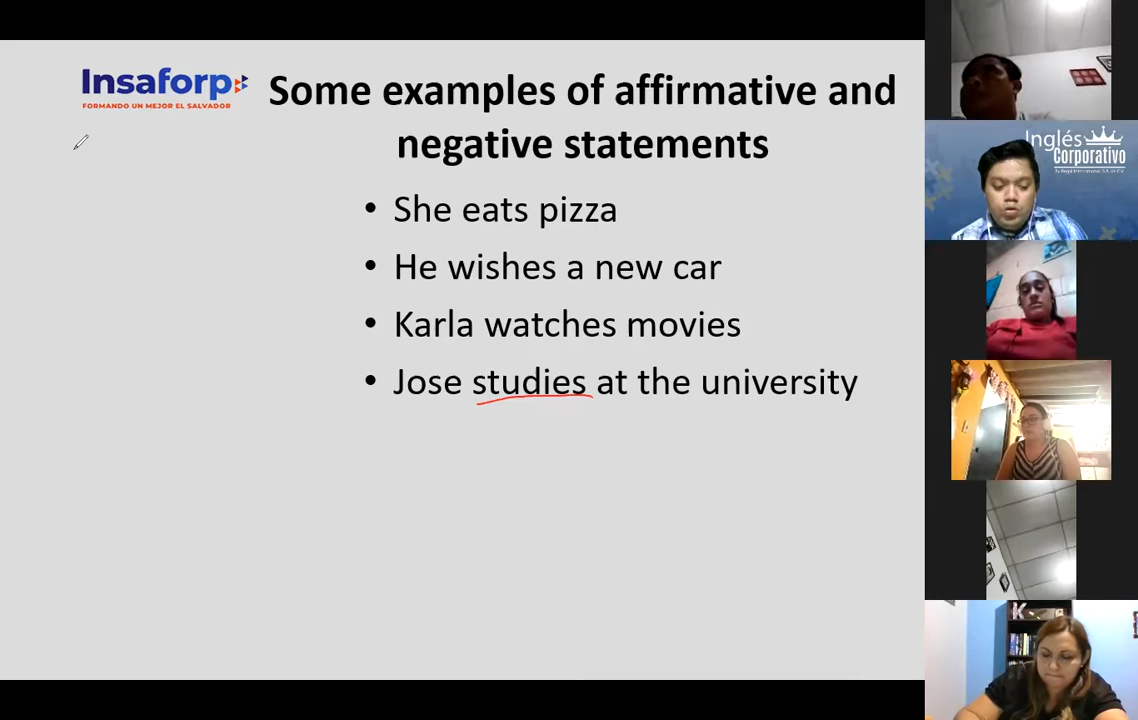 Insaforp
FORMANDO UN MEJOR EL SALVADOR
Some examples of affirmative and
negative statements
• She eats pizza
• He wishes a new car
• Karla watches movies
• Jose studies at the university
Inglés
Corporativo
K